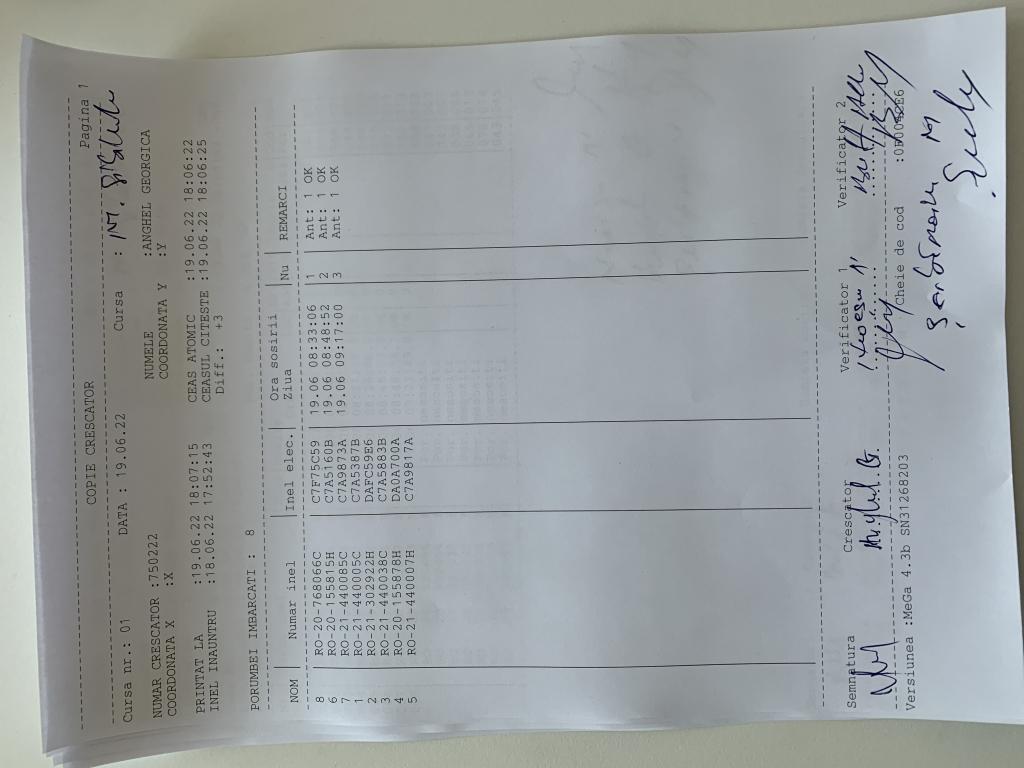 COPIE CRESCATOR
Pagina 1
Cursa nr.: 01 DATA : 19.06.22 Cursa :
NUMAR CRESCATOR :750222 NUMELE :ANGHEL GEORGICA
COORDONATA X :X COORDONATA Y :Y
PRINTAT LA :19.06.22 18:07:15 CEAS ATOMIC :19.06.22 18:06:22
INEL INAUNTRU :18.06.22 17:52:43 CEASUL CITESTE :19.06.22 18:06:25
Diff.: +3
PORUMBEI IMBARCATI : 8
NOM Numar inel Inel elec. Ora sosirii Ziua Nu REMARCI
8 RO-20-768066C C7F75C59 19.06 08:33:06 1 Ant: 1 OK
6 RO-20-155815H C7A5160B 19.06 08:48:52 2 Ant: 1 OK
7 RO-21-440085C C7A9873A 19.06 09:17:00 3 Ant: 1 OK
1 RO-21-440005C C7A5387B
2 RO-21-302922H DAFC59E6
3 RO-21-440038C C7A5883B
4 RO-20-155878H DA0A700A
5 RO-21-440007H C7A9817A
Semnatura Crescator Verificator 1 Verificator 2
Versiunea :MeGa 4.3b SN31268203 Cheie de cod